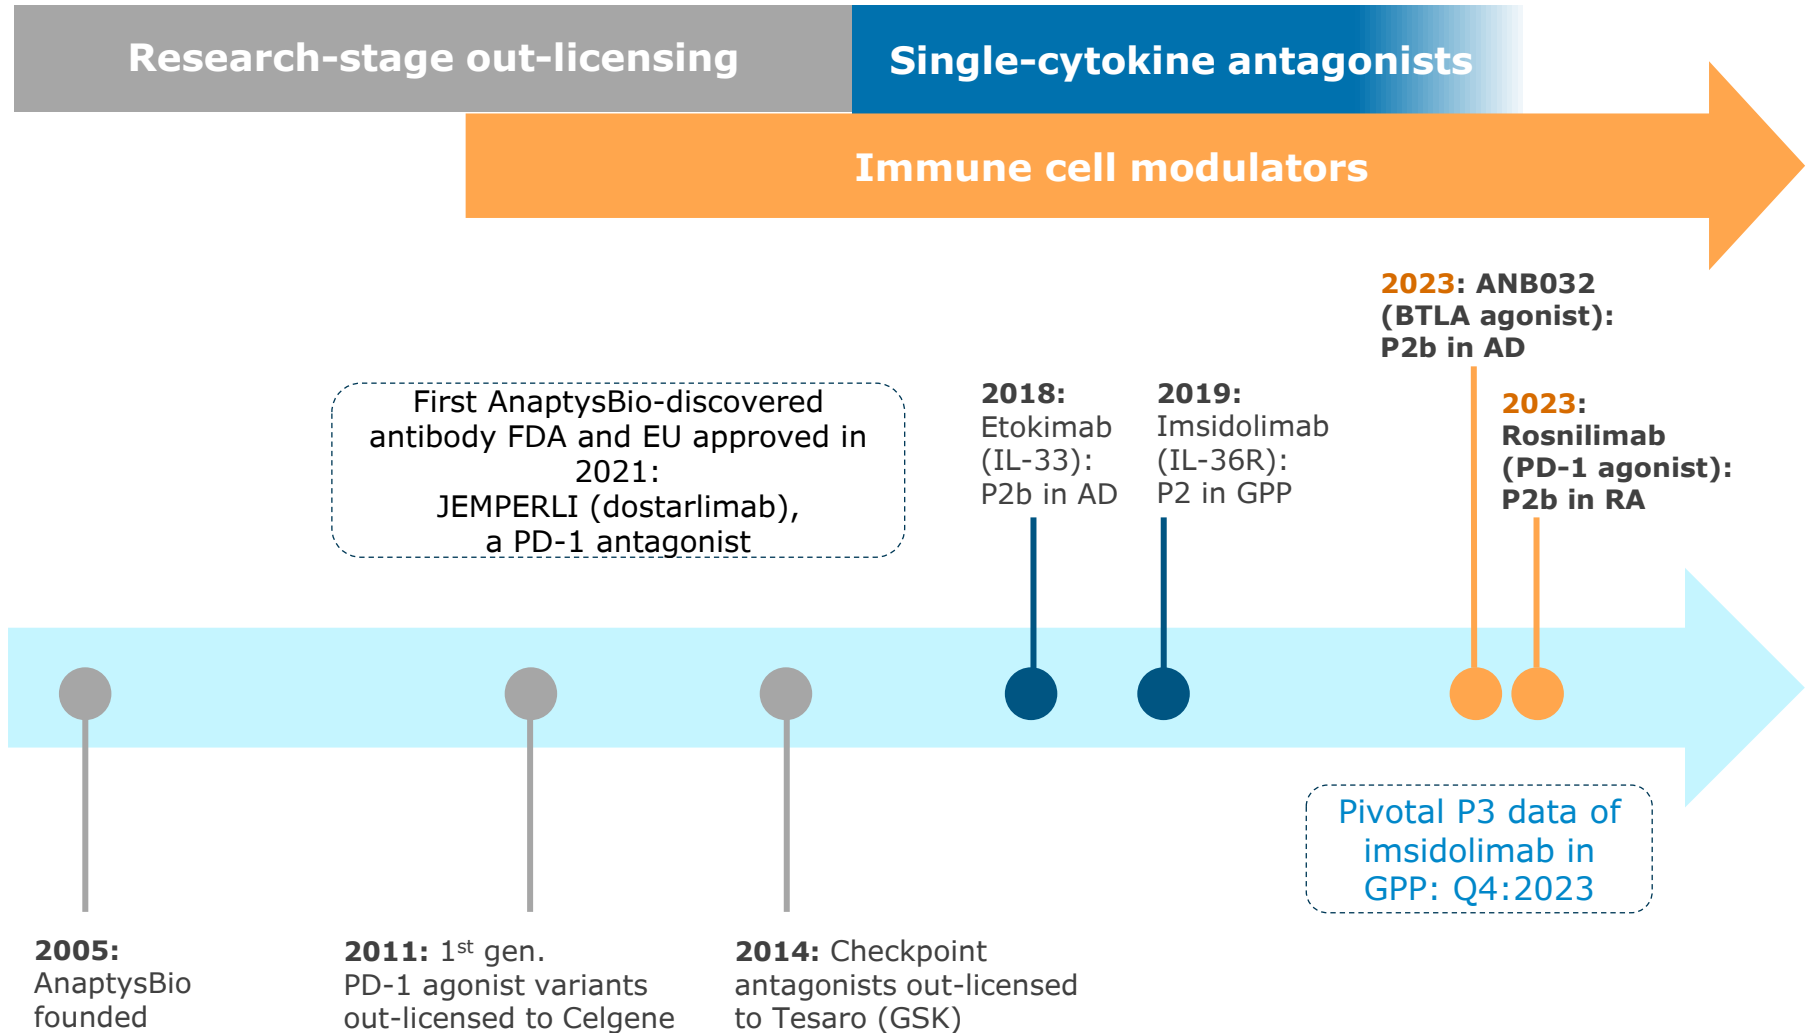 Research-stage out-licensing
Single-cytokine antagonists
Immune cell modulators
2023: ANB032
(BTLA agonist):
P2b in AD
First AnaptysBio-discovered
antibody FDA and EU approved in
2021:
JEMPERLI (dostarlimab),
a PD-1 antagonist
2018:
Etokimab
(IL-33):
P2b in AD
2019:
Imsidolimab
(IL-36R):
P2 in GPP
2023:
Rosnilimab
(PD-1 agonist):
P2b in RA
Pivotal P3 data of
imsidolimab in
GPP: Q4:2023
2005:
AnaptysBio
founded
2011: 1st gen.
PD-1 agonist variants
out-licensed to Celgene
2014: Checkpoint
antagonists out-licensed
to Tesaro (GSK)